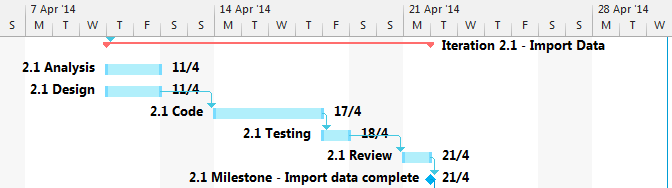 7 Apr '14 14 Apr '14 21 Apr '14 28 Apr '14
S M T W T F S S M T W T F S S M T W T F S S M T W
Iteration 2.1 - Import Data
2.1 Analysis 11/4
2.1 Design 11/4
2.1 Code 17/4
2.1 Testing 18/4
2.1 Review 21/4
2.1 Milestone - Import data complete 21/4